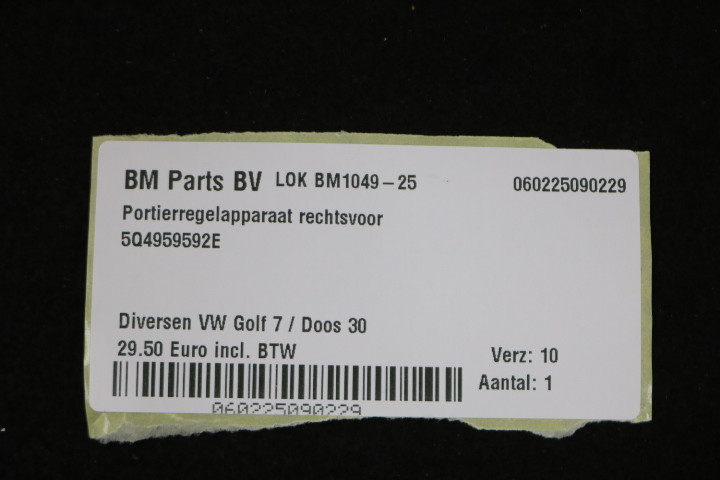 BM Parts BV LOK BM1049-25 060225090229
Portierregelapparaat rechtsvoor
5Q4959592E
Diversen VW Golf 7 / Doos 30
29.50 Euro incl. BTW Verz: 10
Aantal: 1
060225090229